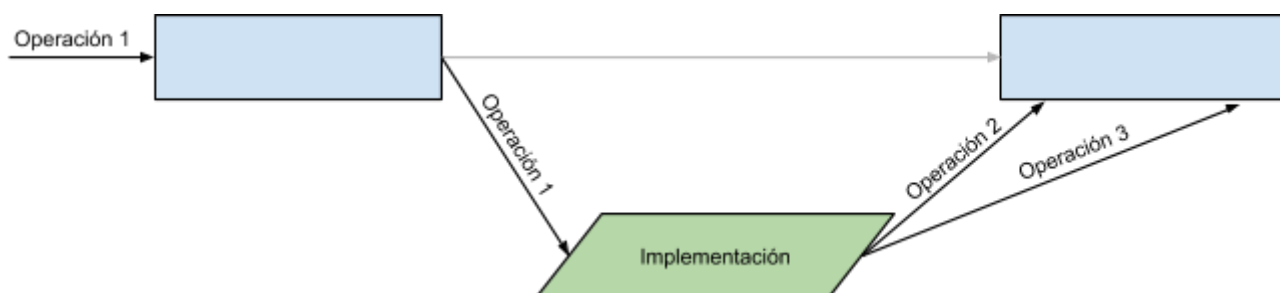 Operación 1
Operación 1
Operación 2
Operación 3
Implementación